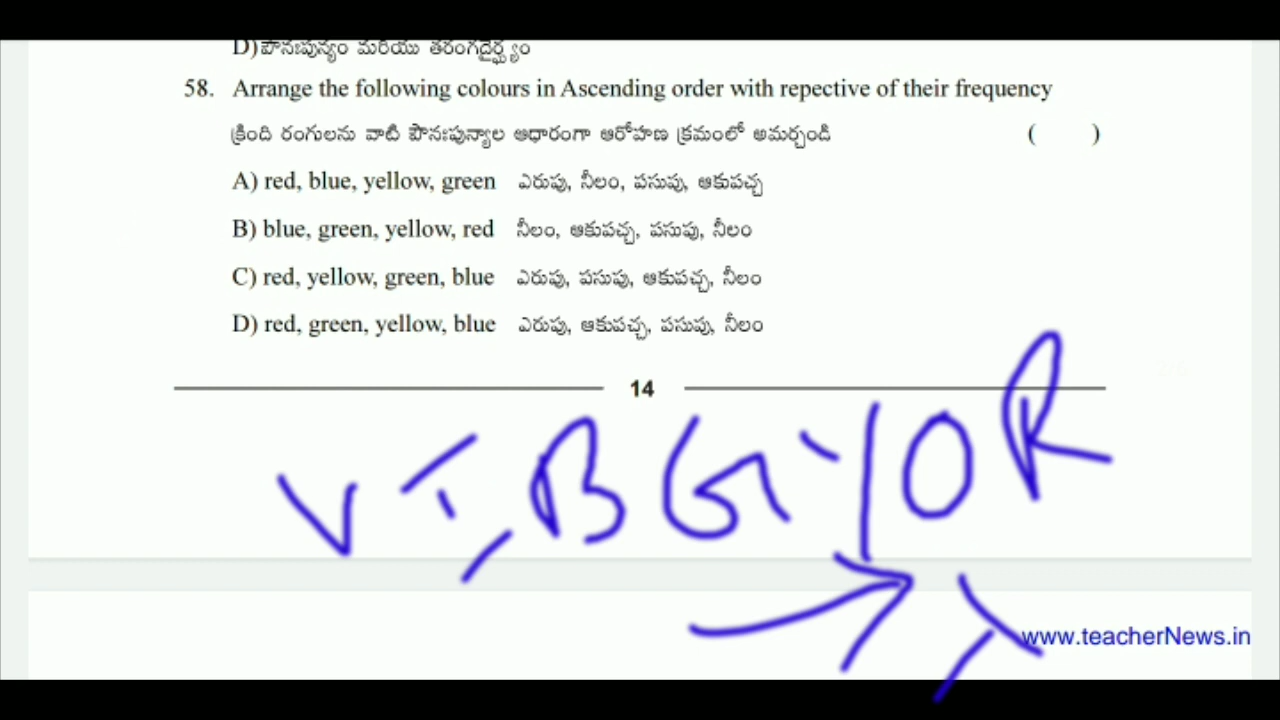 D)పౌనఃపున్యం మరియు తరంగదైర్ఘ్యం
58. Arrange the following colours in Ascending order with repective of their frequency
క్రింది రంగులను వాటి పౌనఃపున్యాల ఆధారంగా ఆరోహణ క్రమంలో అమర్చండి ( )
A) red, blue, yellow, green ఎరుపు, నీలం, పసుపు, ఆకుపచ్చ
B) blue, green, yellow, red నీలం, ఆకుపచ్చ, పసుపు, నీలం
C) red, yellow, green, blue ఎరుపు, పసుపు, ఆకుపచ్చ, నీలం
D) red, green, yellow, blue ఎరుపు, ఆకుపచ్చ, పసుపు, నీలం
14
VIBGYOR
www.teacherNews.in